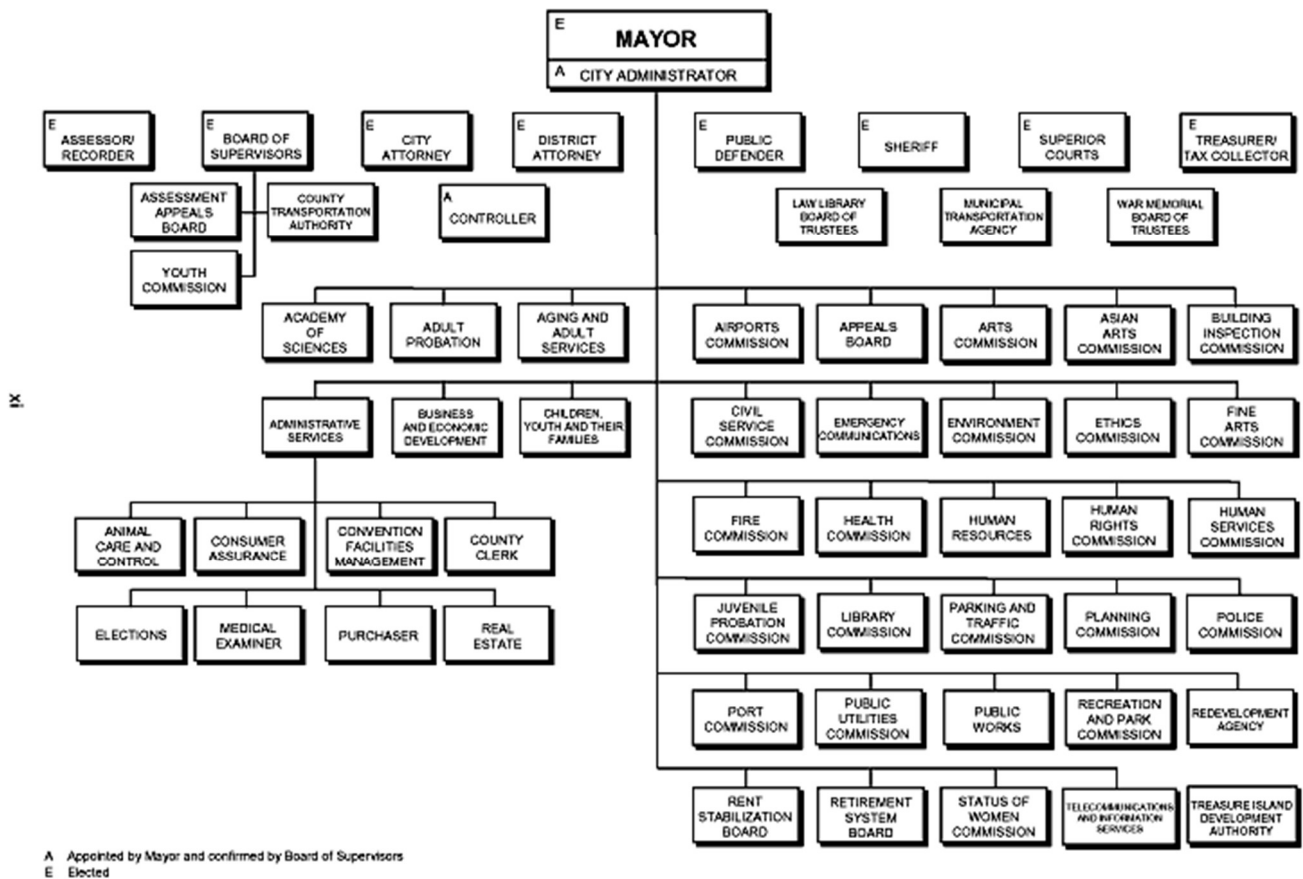 E
MAYOR
A CITY ADMINISTRATOR
E
ASSESSOR/
RECORDER
E
BOARD OF
SUPERVISORS
E
CITY
ATTORNEY
E
DISTRICT
ATTORNEY
E
PUBLIC
DEFENDER
E
SHERIFF
E
SUPERIOR
COURTS
E
TREASURER/
TAX COLLECTOR
ASSESSMENT
APPEALS
BOARD
COUNTY
TRANSPORTATION
AUTHORITY
A
CONTROLLER
LAW LIBRARY
BOARD OF
TRUSTEES
MUNICIPAL
TRANSPORTATION
AGENCY
WAR MEMORIAL
BOARD OF
TRUSTEES
YOUTH
COMMISSION
ACADEMY
OF
SCIENCES
ADULT
PROBATION
AGING AND
ADULT
SERVICES
AIRPORTS
COMMISSION
APPEALS
BOARD
ARTS
COMMISSION
ASIAN
ARTS
COMMISSION
BUILDING
INSPECTION
COMMISSION
ix
ADMINISTRATIVE
SERVICES
BUSINESS
AND ECONOMIC
DEVELOPMENT
CHILDREN,
YOUTH AND THEIR
FAMILIES
CIVIL
SERVICE
COMMISSION
EMERGENCY
COMMUNICATIONS
ENVIRONMENT
COMMISSION
ETHICS
COMMISSION
FINE
ARTS
COMMISSION
ANIMAL
CARE AND
CONTROL
CONSUMER
ASSURANCE
CONVENTION
FACILITIES
MANAGEMENT
COUNTY
CLERK
FIRE
COMMISSION
HEALTH
COMMISSION
HUMAN
RESOURCES
HUMAN
RIGHTS
COMMISSION
HUMAN
SERVICES
COMMISSION
ELECTIONS
MEDICAL
EXAMINER
PURCHASER
REAL
ESTATE
JUVENILE
PROBATION
COMMISSION
LIBRARY
COMMISSION
PARKING AND
TRAFFIC
COMMISSION
PLANNING
COMMISSION
POLICE
COMMISSION
PORT
COMMISSION
PUBLIC
UTILITIES
COMMISSION
PUBLIC
WORKS
RECREATION
AND PARK
COMMISSION
REDEVELOPMENT
AGENCY
RENT
STABILIZATION
BOARD
RETIREMENT
SYSTEM
BOARD
STATUS OF
WOMEN
COMMISSION
TELECOMMUNICATIONS
AND INFORMATION
SERVICES
TREASURE ISLAND
DEVELOPMENT
AUTHORITY
A Appointed by Mayor and confirmed by Board of Supervisors
E Elected